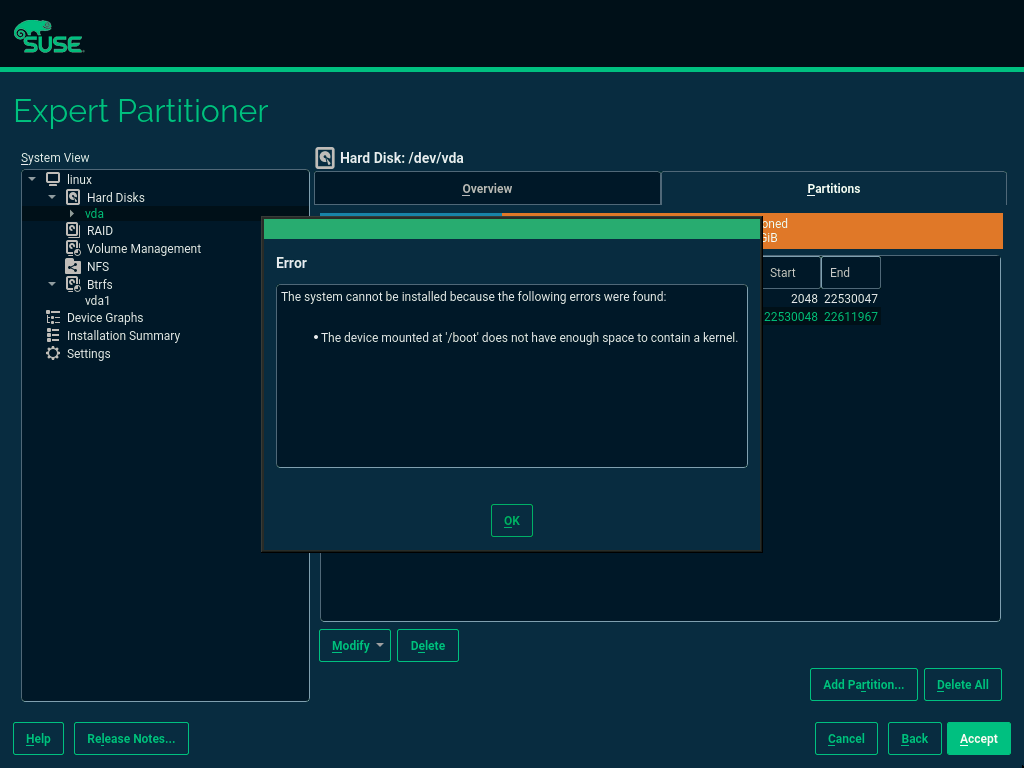 SUSE
Expert Partitioner
System View
linux
Hard Disks
vda
RAID
Volume Management
NFS
Btrfs
vda1
Device Graphs
Installation Summary
Settings
Hard Disk: /dev/vda
Overview
Partitions
GiB
Start End
2048 22530047
22530048 22611967
Error
The system cannot be installed because the following errors were found:
• The device mounted at '/boot' does not have enough space to contain a kernel.
OK
Modify
Delete
Add Partition...
Delete All
Help
Release Notes...
Cancel
Back
Accept